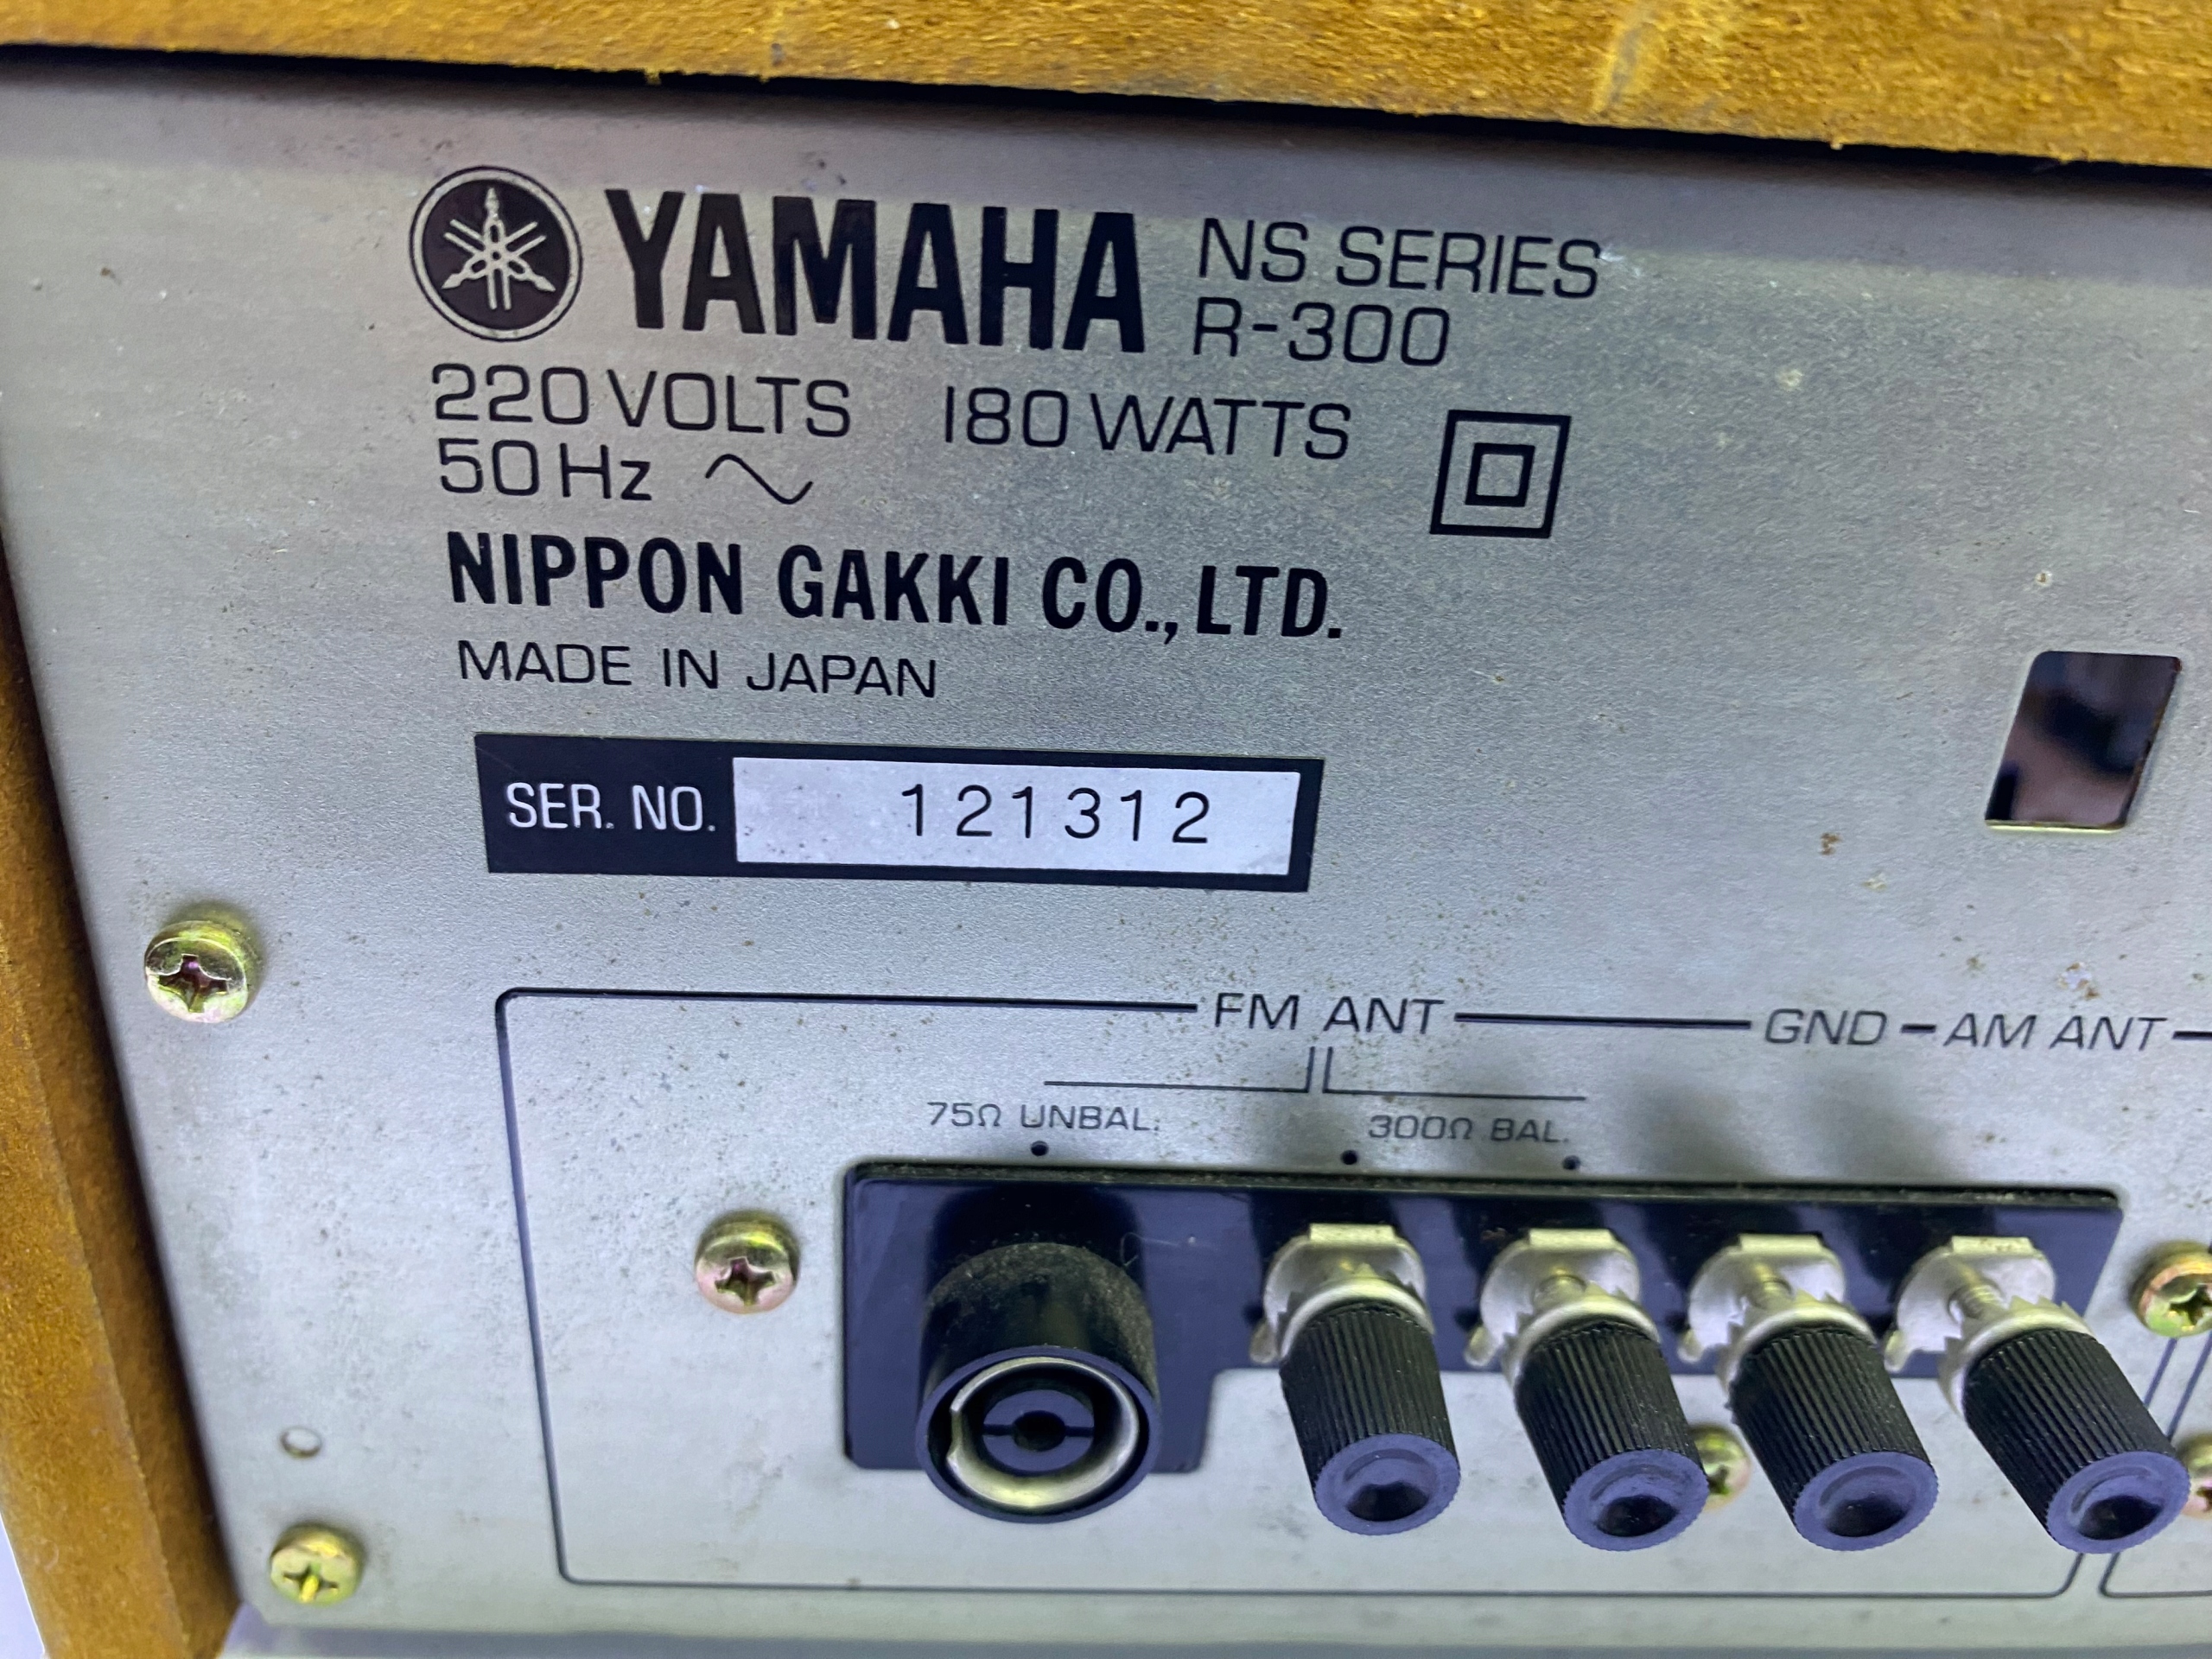 YAMAHA NS SERIES
R-300
220 VOLTS 180 WATTS
50 Hz
NIPPON GAKKI CO., LTD.
MADE IN JAPAN
SER. NO. 121312
FM ANT GND AM ANT
75Ω UNBAL. 300Ω BAL.